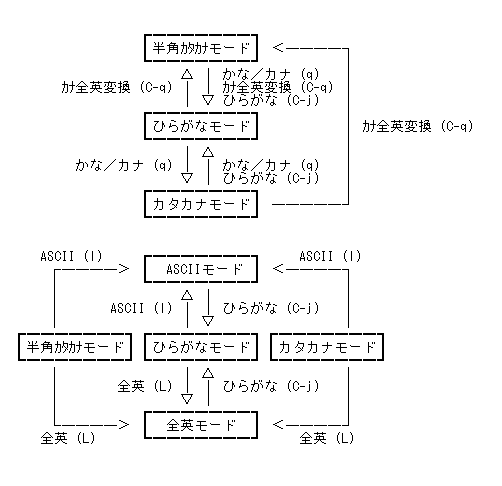 半角ｶﾀｶﾅモード
かな／カナ (q)
ｶﾅ全英変換 (C-q)
ｶﾅ全英変換 (C-q)
ひらがな (C-j)
ひらがなモード
ｶﾅ全英変換 (C-q)
かな／カナ (q)
かな／カナ (q)
ひらがな (C-j)
カタカナモード
ASCII (l)
ASCII (l)
ASCIIモード
ASCII (l)
ひらがな (C-j)
半角ｶﾀｶﾅモード
ひらがなモード
カタカナモード
全英 (L)
ひらがな (C-j)
全英モード
全英 (L)
全英 (L)